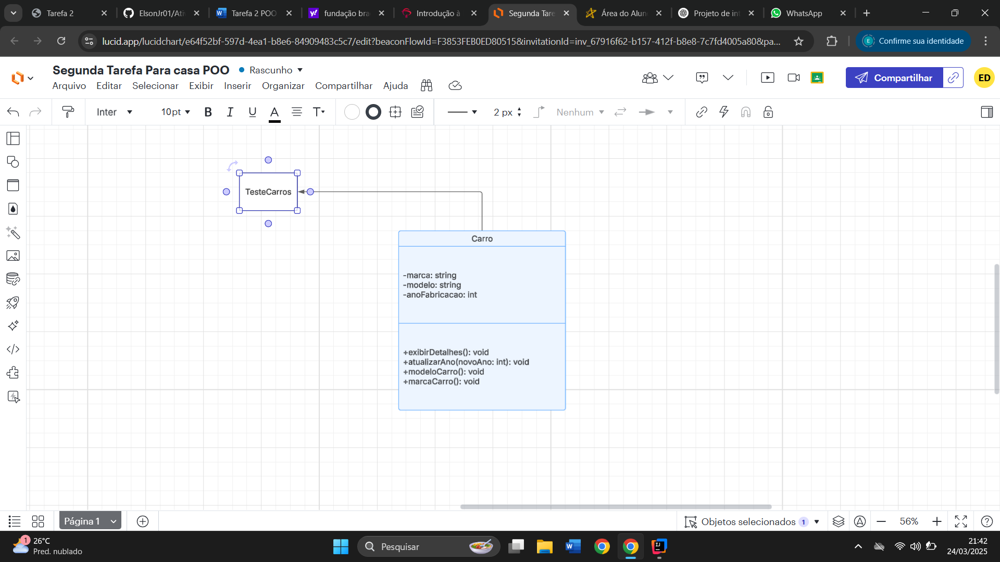 Tarefa 2
ElsonJr01/Ativ
Tarefa 2 POO
fundação bra
Introdução à
Segunda Tare
Área do Alun
Projeto de int
WhatsApp
lucid.app/lucidchart/e64f52bf-597d-4ea1-b8e6-84909483c5c7/edit?beaconFlowId=F3853FEB0ED80515&invitationId=inv_67916f62-b157-412f-b8e8-7c7fd4005a80&pa...
E
Confirme sua identidade
Segunda Tarefa Para casa POO
Rascunho
Arquivo Editar Selecionar Exibir Inserir Organizar Compartilhar Ajuda
Compartilhar
ED
Inter
10pt
B I U A T
2 px
Nenhum
TesteCarros
Carro
-marca: string
-modelo: string
-anoFabricacao: int
+exibirDetalhes(): void
+atualizarAno(novoAno: int): void
+modeloCarro(): void
+marcaCarro(): void
Página 1
Objetos selecionados 1
56%
1
26°C
Pred. nublado
Pesquisar
21:42
24/03/2025